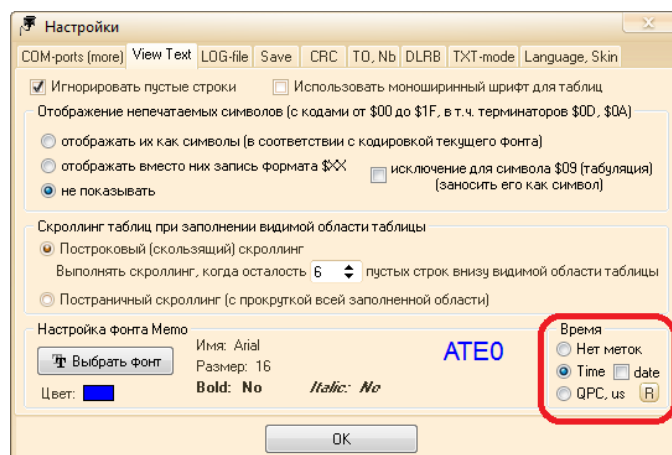 Настройки
COM-ports (more) View Text LOG-file Save CRC TO, Nb DLRB TXT-mode Language, Skin
Игнорировать пустые строки Использовать моноширинный шрифт для таблиц
Отображение непечатаемых символов (с кодами от $00 до $1F, в т.ч. терминаторов $0D, $0A)
отображать их как символы (в соответствии с кодировкой текущего фонта)
отображать вместо них запись формата $XX
исключение для символа $09 (табуляция)
(заносить его как символ)
не показывать
Скроллинг таблиц при заполнении видимой области таблицы
Построковый (скользящий) скроллинг
Выполнять скроллинг, когда осталость 6 пустых строк внизу видимой области таблицы
Постраничный скроллинг (с прокруткой всей заполненной области)
Настройка фонта Memo
Выбрать фонт
Цвет:
Имя: Arial
Размер: 16
Bold: No Italic: No
ATE0
Время
Нет меток
Time date
QPC, us R
OK